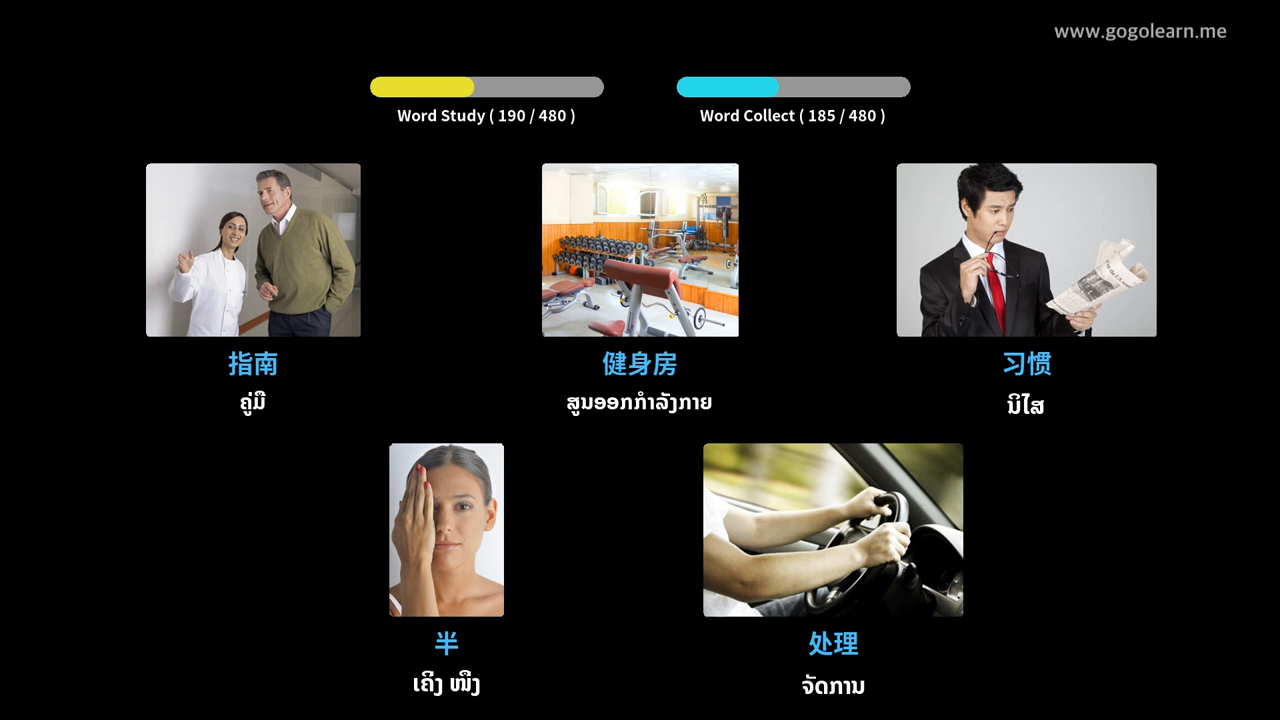 www.gogolearn.me
Word Study ( 190 / 480 )
Word Collect ( 185 / 480 )
指南
ຄູ່ມື
健身房
ສູນອອກກໍາລັງກາຍ
习惯
ນິໄສ
半
ເຄິງ ໜຶ່ງ
处理
ຈັດການ